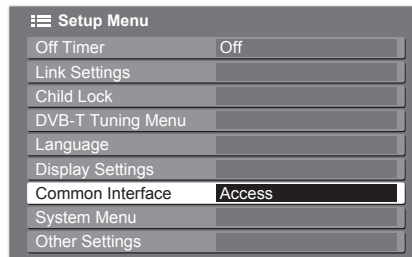 Setup Menu
Off Timer Off
Link Settings
Child Lock
DVB-T Tuning Menu
Language
Display Settings
Common Interface Access
System Menu
Other Settings